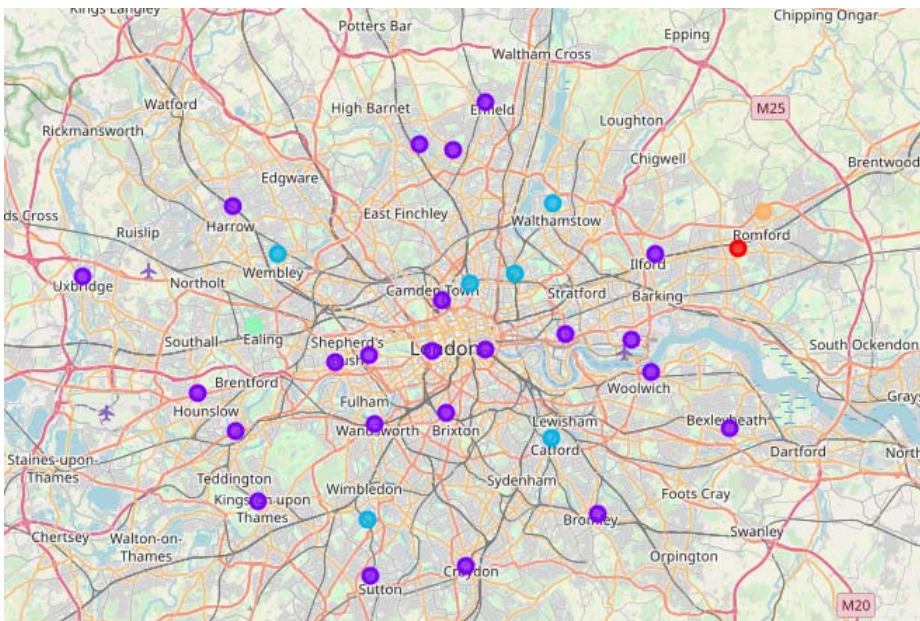 Kings Langley
Potters Bar
Chipping Ongar
Epping
Waltham Cross
Watford
High Barnet
Enfield
M25
Loughton
Rickmansworth
Chigwell
Brentwood
Edgware
East Finchley
Walthamstow
ds Cross
Ruislip
Harrow
Romford
Wembley
Ilford
Uxbridge
Northolt
Camden Town
Stratford
Barking
Southall
Ealing
Shepherd's
Bush
London
South Ockendon
Brentford
Woolwich
Hounslow
Fulham
Grays
Wandsworth
Brixton
Lewisham
Bexleyheath
Catford
Dartford
North
Staines-upon-
Thames
Teddington
Wimbledon
Sydenham
Foots Cray
Kingston upon
Thames
Bromley
Swanley
Chertsey
Walton-on-
Thames
Orpington
Croydon
Sutton
M20